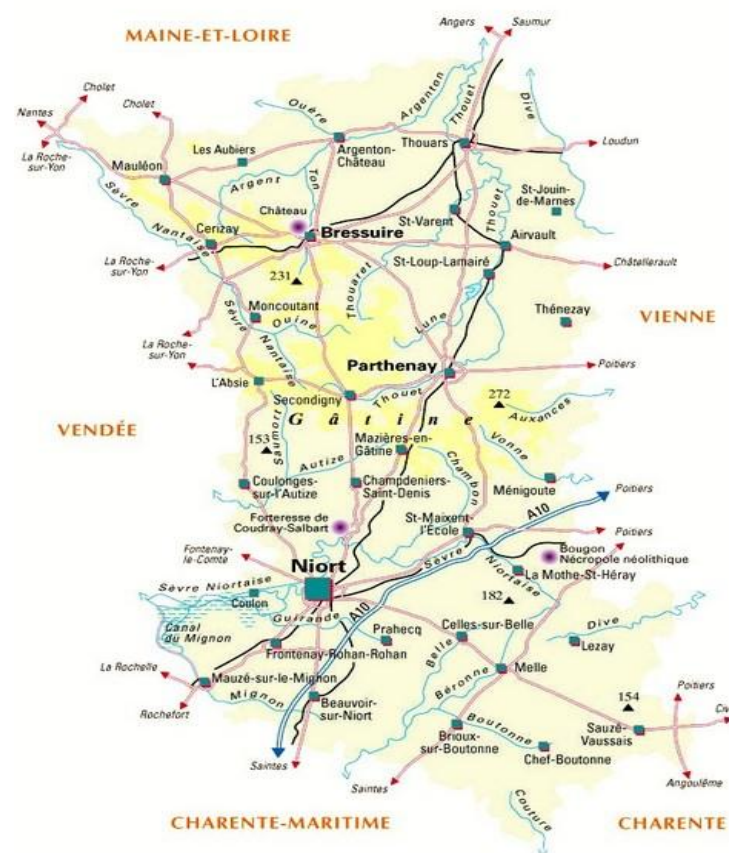 MAINE-ET-LOIRE
Angers
Saumur
Cholet
Nantes
Cholet
La Roche-
sur-Yon
Ouère
Argenton
Thouet
Dive
Les Aubiers
Argenton-
Château
Thouars
Loudun
Mauléon
Argent
Ton
St-Jouin-
de-Marnes
Sèvre
Nantaise
Château
St-Varent
Thouet
Cerizay
Bressuire
Airvault
La Roche-
sur-Yon
St-Loup-Lamairé
Châtellerault
231
Thouaret
Moncoutant
Ouine
Lune
Thénezay
VIENNE
Sèvre
Nantaise
La Roche-
sur-Yon
Parthenay
Poitiers
L'Absie
Secondigny
Thouet
272
Auxances
VENDÉE
Gâtine
153
Saumort
Mazières-en-
Gâtine
Vonne
Autize
Chambon
Coulonges-
sur-l'Autize
Champdeniers-
Saint-Denis
Ménigoute
Poitiers
A10
Forteresse de
Coudray-Salbart
St-Maixent-
l'École
Poitiers
Fontenay-
le-Comte
Bougon
Nécropole néolithique
Niort
Sèvre
Niortaise
La Mothe-St-Héray
Sèvre Niortaise
Coulon
182
Canal
du Mignon
Guirande
A10
Prahecq
Celles-sur-Belle
Dive
Lezay
Frontenay-Rohan-Rohan
Belle
La Rochelle
Mauzé-sur-le-Mignon
Melle
Béronne
Rochefort
Mignon
Beauvoir-
sur-Niort
154
Poitiers
Boutonne
Sauzé-
Vaussais
Civ
Brioux-
sur-Boutonne
Chef-Boutonne
Saintes
Saintes
Angoulême
Couture
CHARENTE-MARITIME
CHARENTE